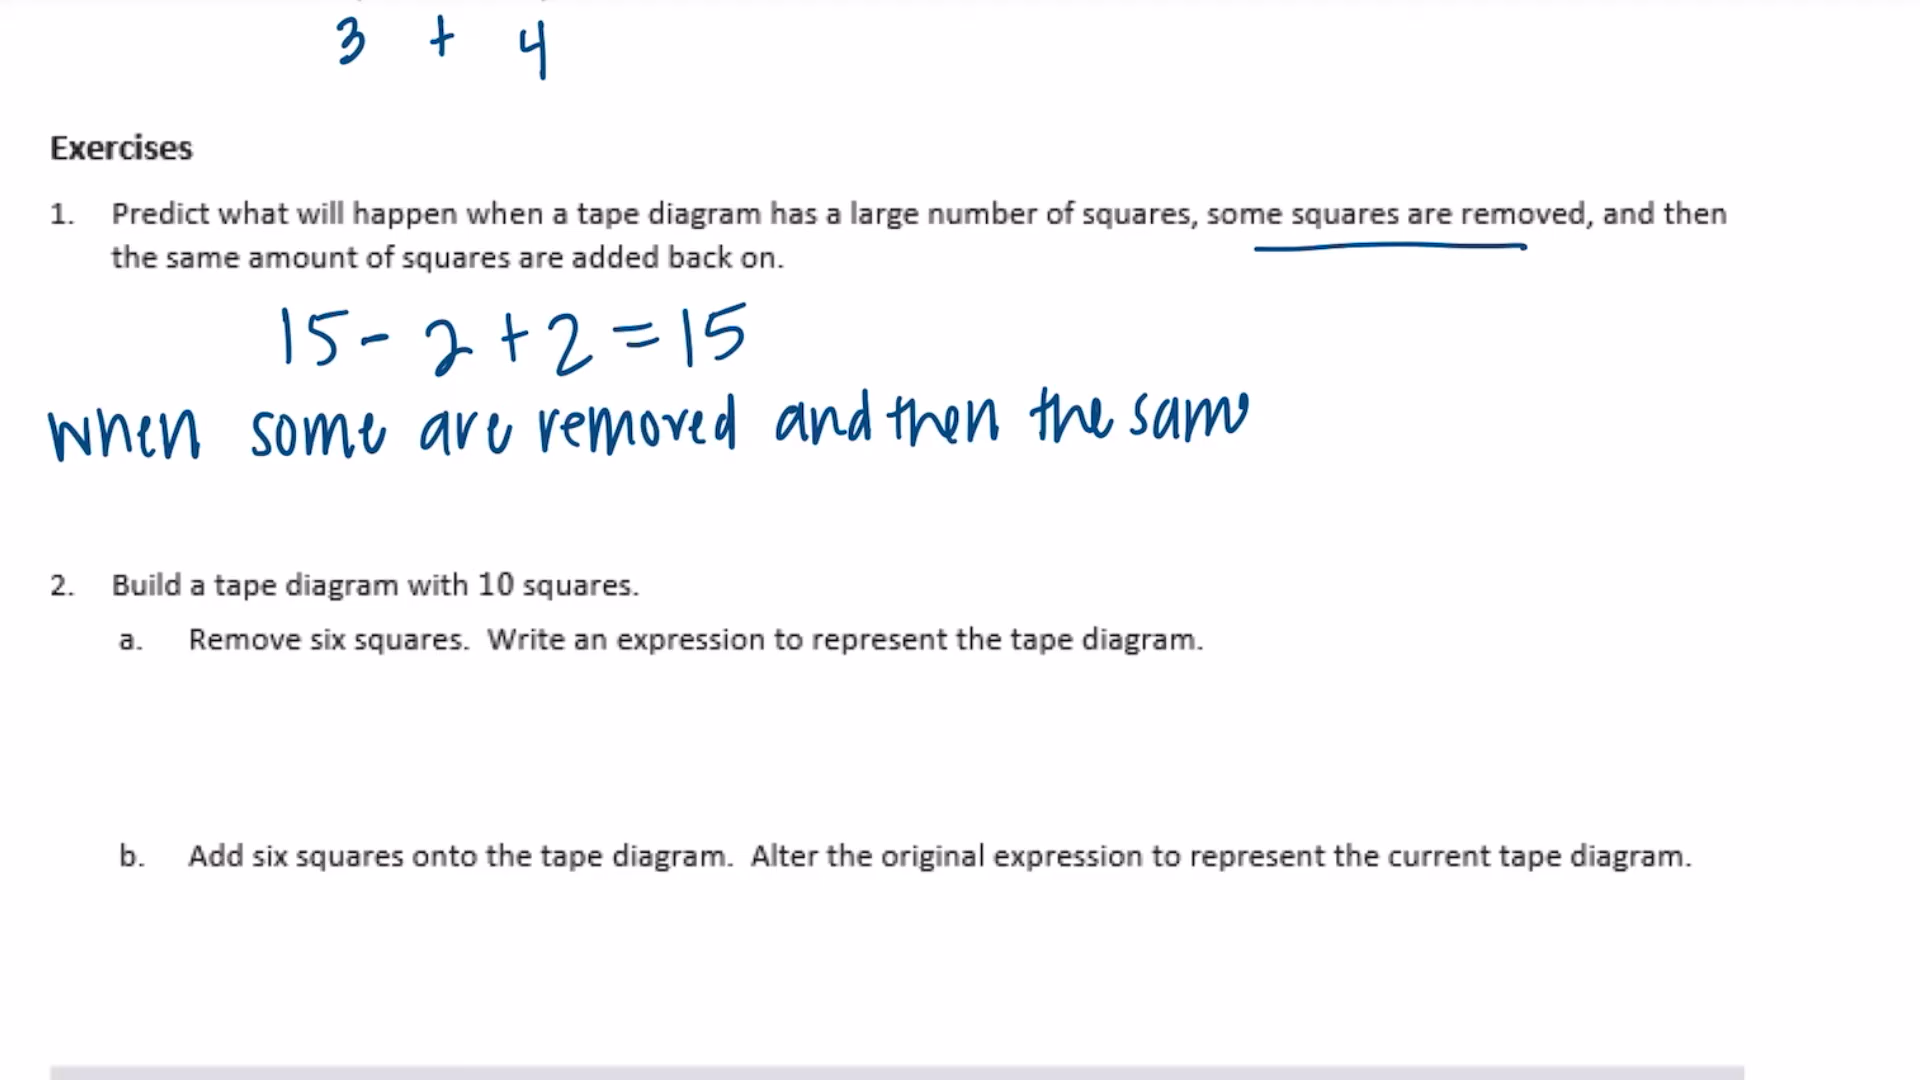 3 + 4
Exercises
1. Predict what will happen when a tape diagram has a large number of squares, some squares are removed, and then
the same amount of squares are added back on.
15 - 2 + 2 = 15
when some are removed and then the same
2. Build a tape diagram with 10 squares.
a. Remove six squares. Write an expression to represent the tape diagram.
b. Add six squares onto the tape diagram. Alter the original expression to represent the current tape diagram.